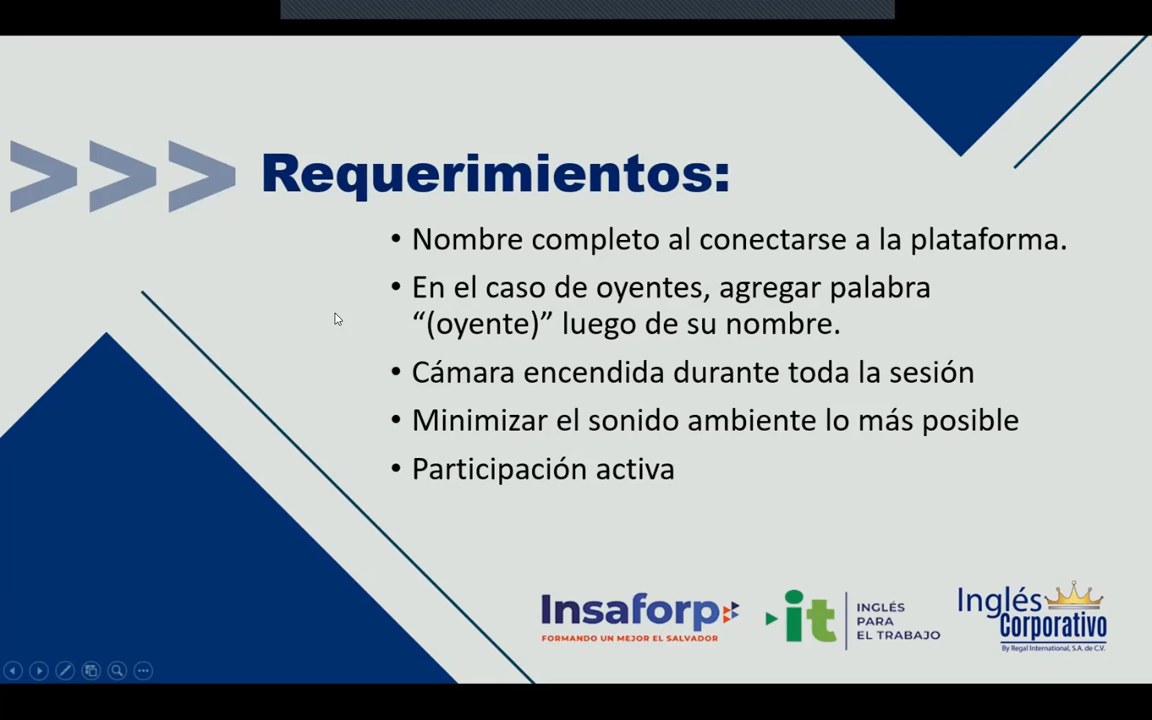 >>> Requerimientos:
• Nombre completo al conectarse a la plataforma.
• En el caso de oyentes, agregar palabra
“(oyente)” luego de su nombre.
• Cámara encendida durante toda la sesión
• Minimizar el sonido ambiente lo más posible
• Participación activa
Insaforp
FORMANDO UN MEJOR EL SALVADOR
it
INGLÉS
PARA
EL TRABAJO
Inglés
Corporativo
By Regal International, S.A. de C.V.